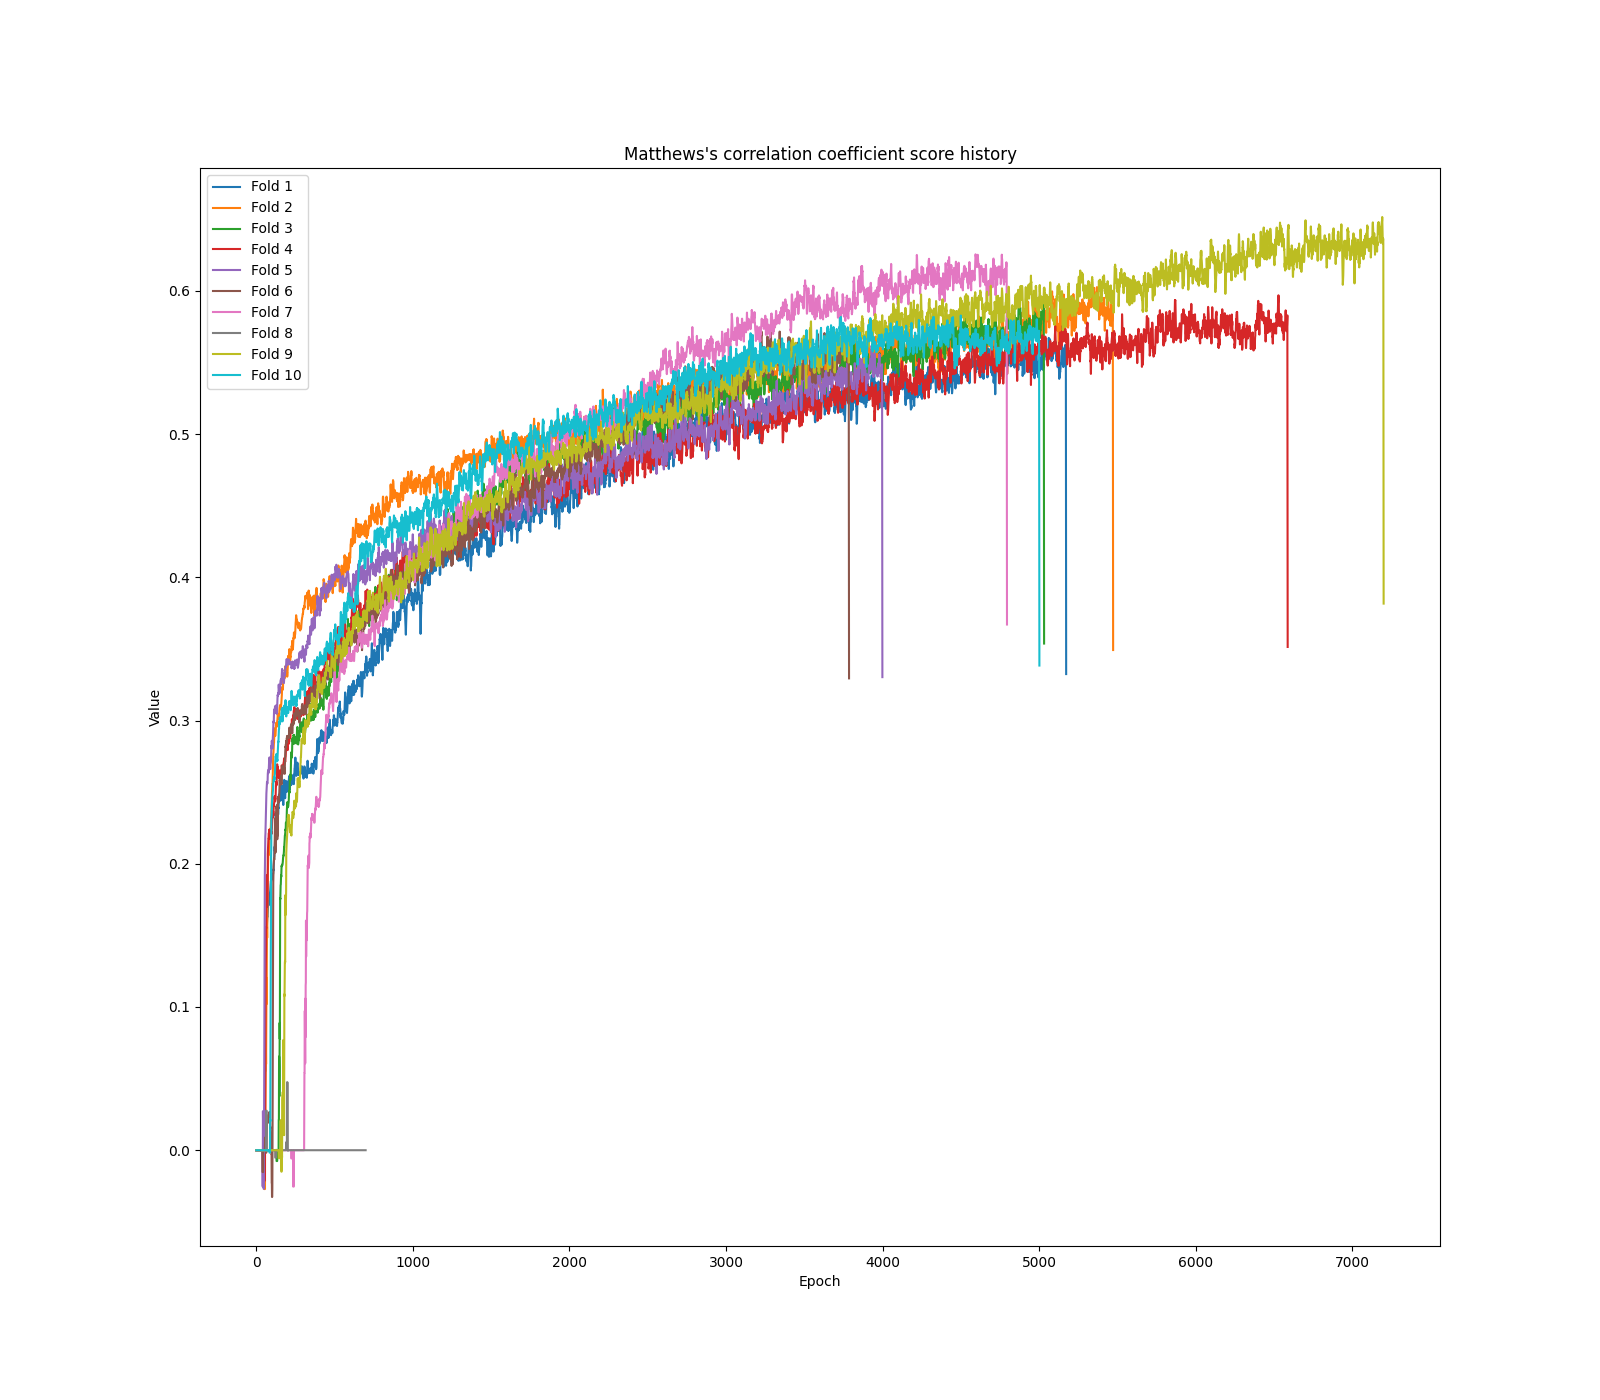 Matthews's correlation coefficient score history
Fold 1
Fold 2
Fold 3
Fold 4
Fold 5
Fold 6
Fold 7
Fold 8
Fold 9
Fold 10
0.6
0.5
0.4
0.3
0.2
0.1
0.0
Value
0 1000 2000 3000 4000 5000 6000 7000
Epoch